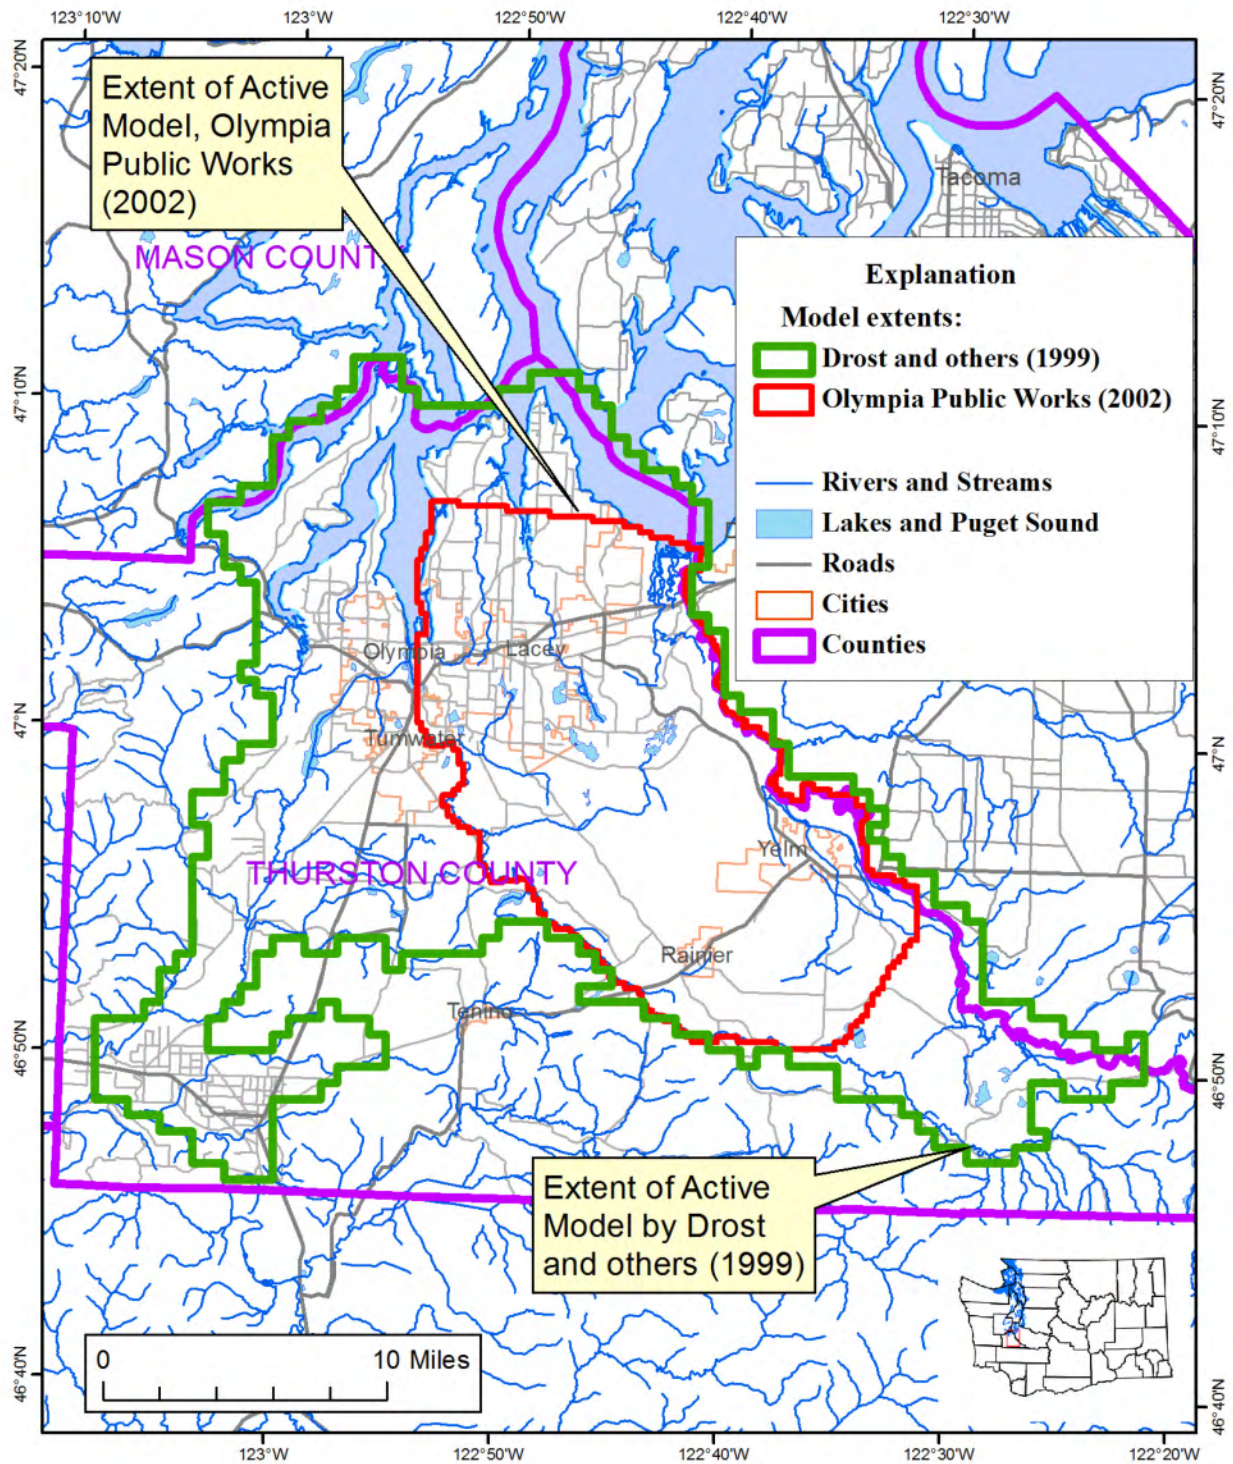 123°10'W
123°W
122°50'W
122°40'W
122°30'W
47°20'N
47°20'N
Extent of Active
Model, Olympia
Public Works
(2002)
Tacoma
MASON COUNT
Explanation
Model extents:
Drost and others (1999)
Olympia Public Works (2002)
Rivers and Streams
Lakes and Puget Sound
Roads
Cities
Counties
47°10'N
47°10'N
Olympia
Lacey
Tumwater
47°N
47°N
Yelm
THURSTON COUNTY
Rainier
Tenino
46°50'N
46°50'N
Extent of Active
Model by Drost
and others (1999)
0
10 Miles
46°40'N
46°40'N
123°W
122°50'W
122°40'W
122°30'W
122°20'W